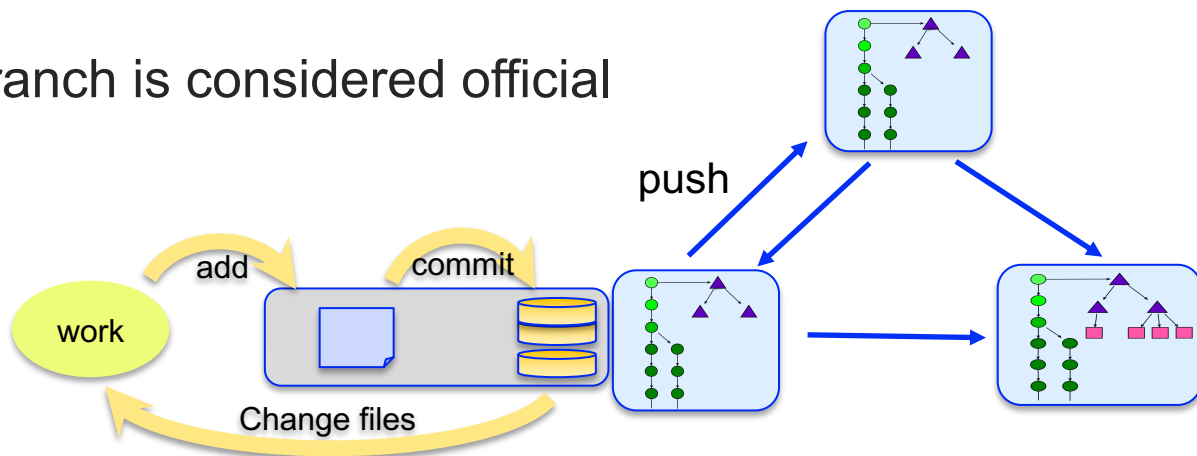 ranch is considered official
push
add
commit
work
Change files